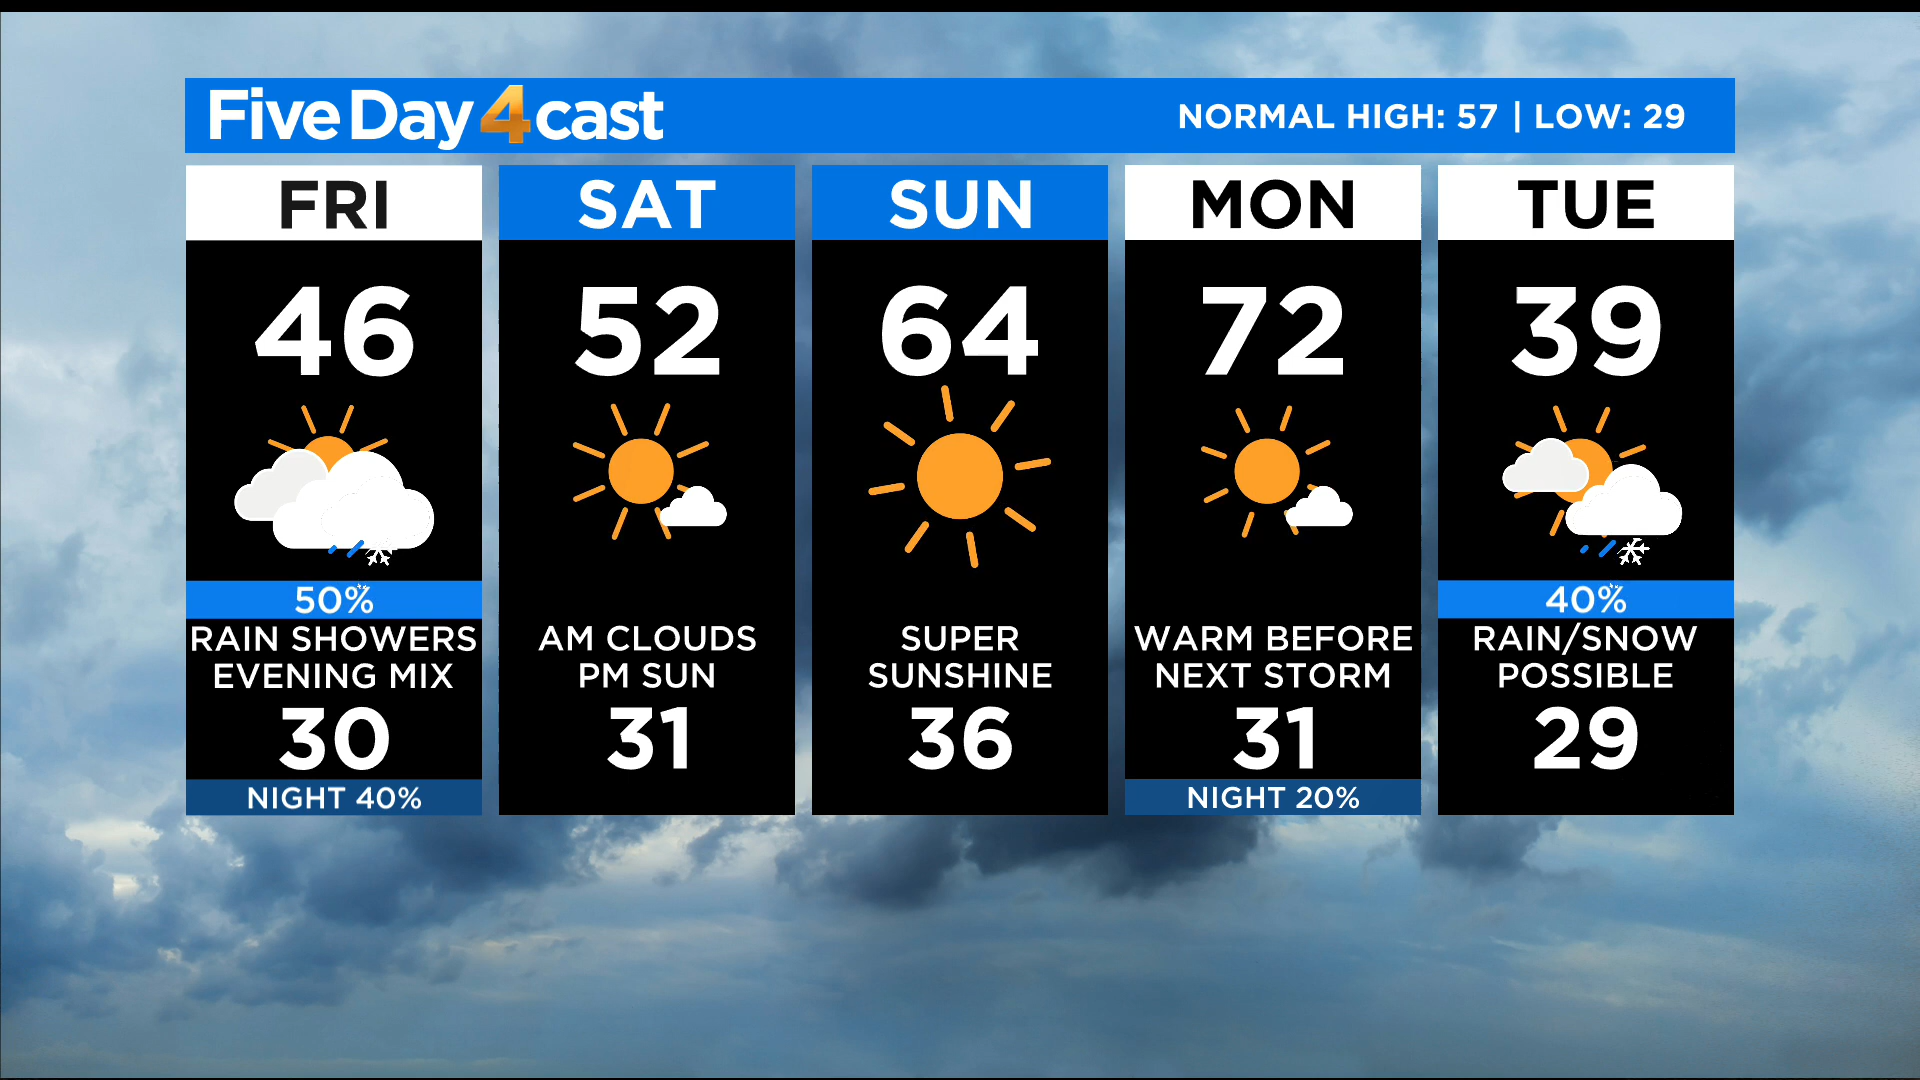 Five Day 4cast
NORMAL HIGH: 57 | LOW: 29
FRI
46
50%
RAIN SHOWERS
EVENING MIX
30
NIGHT 40%
SAT
52
AM CLOUDS
PM SUN
31
SUN
64
SUPER
SUNSHINE
36
MON
72
WARM BEFORE
NEXT STORM
31
NIGHT 20%
TUE
39
40%
RAIN/SNOW
POSSIBLE
29